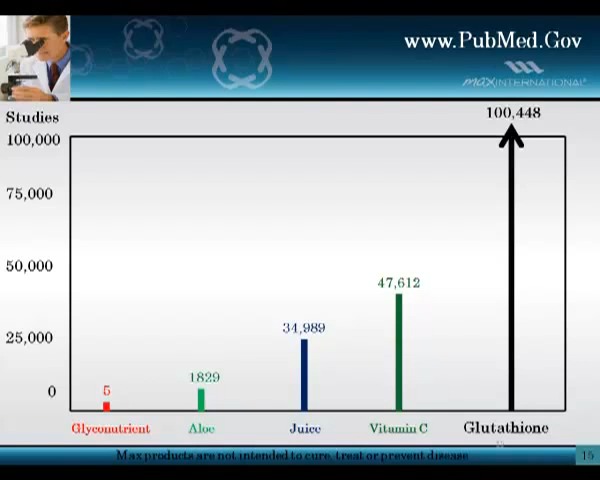 www.PubMed.Gov
maxINTERNATIONAL
Studies
100,448
100,000
75,000
50,000
47,612
34,989
25,000
1829
0
5
Glyconutrient
Aloe
Juice
Vitamin C
Glutathione
Max products are not intended to cure, treat or prevent disease
15